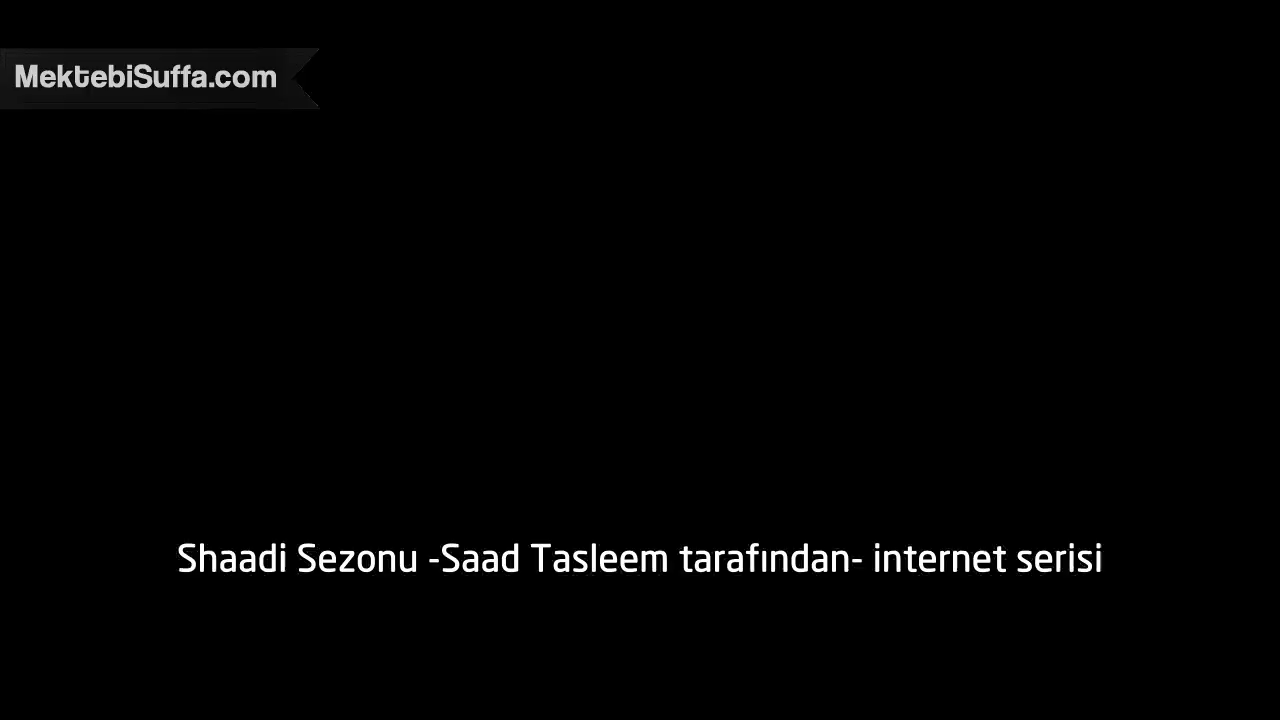 MektebiSuffa.com
Shaadi Sezonu -Saad Tasleem tarafından- internet serisi